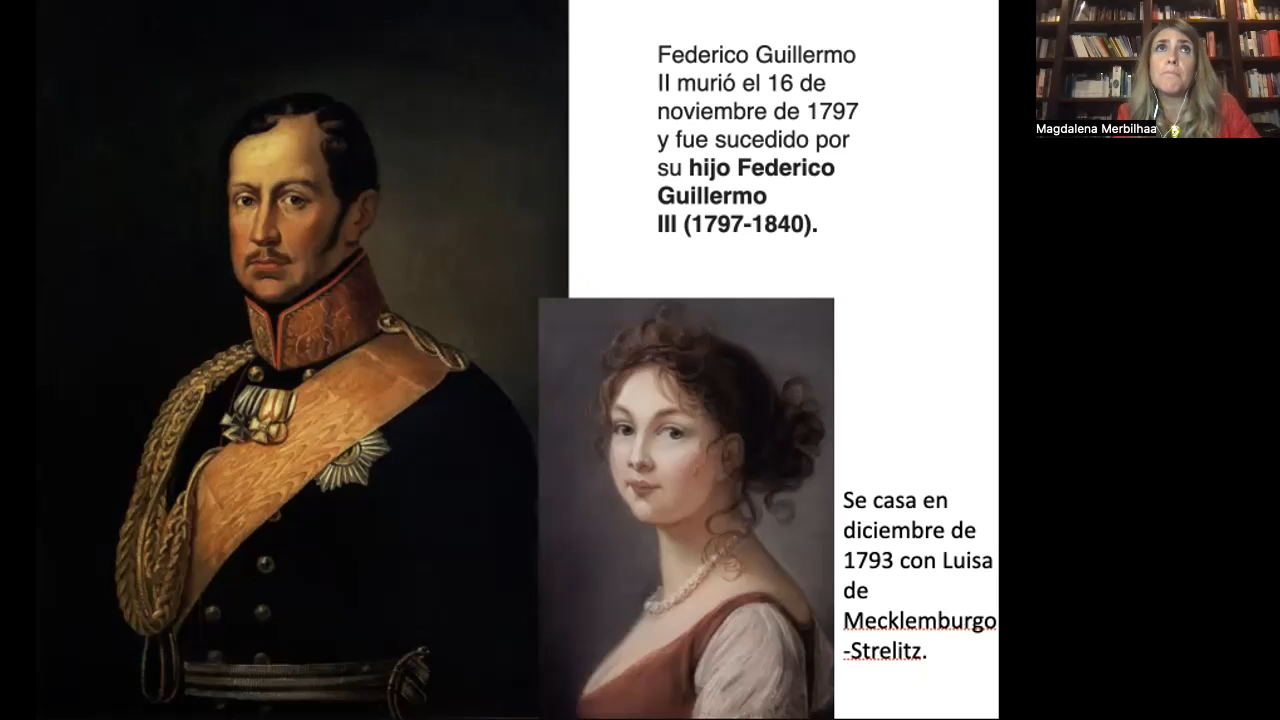 Federico Guillermo
II murió el 16 de
noviembre de 1797
y fue sucedido por
su hijo Federico
Guillermo
III (1797-1840).
Magdalena Merbilhaa
Se casa en
diciembre de
1793 con Luisa
de
Mecklemburgo
-Strelitz.